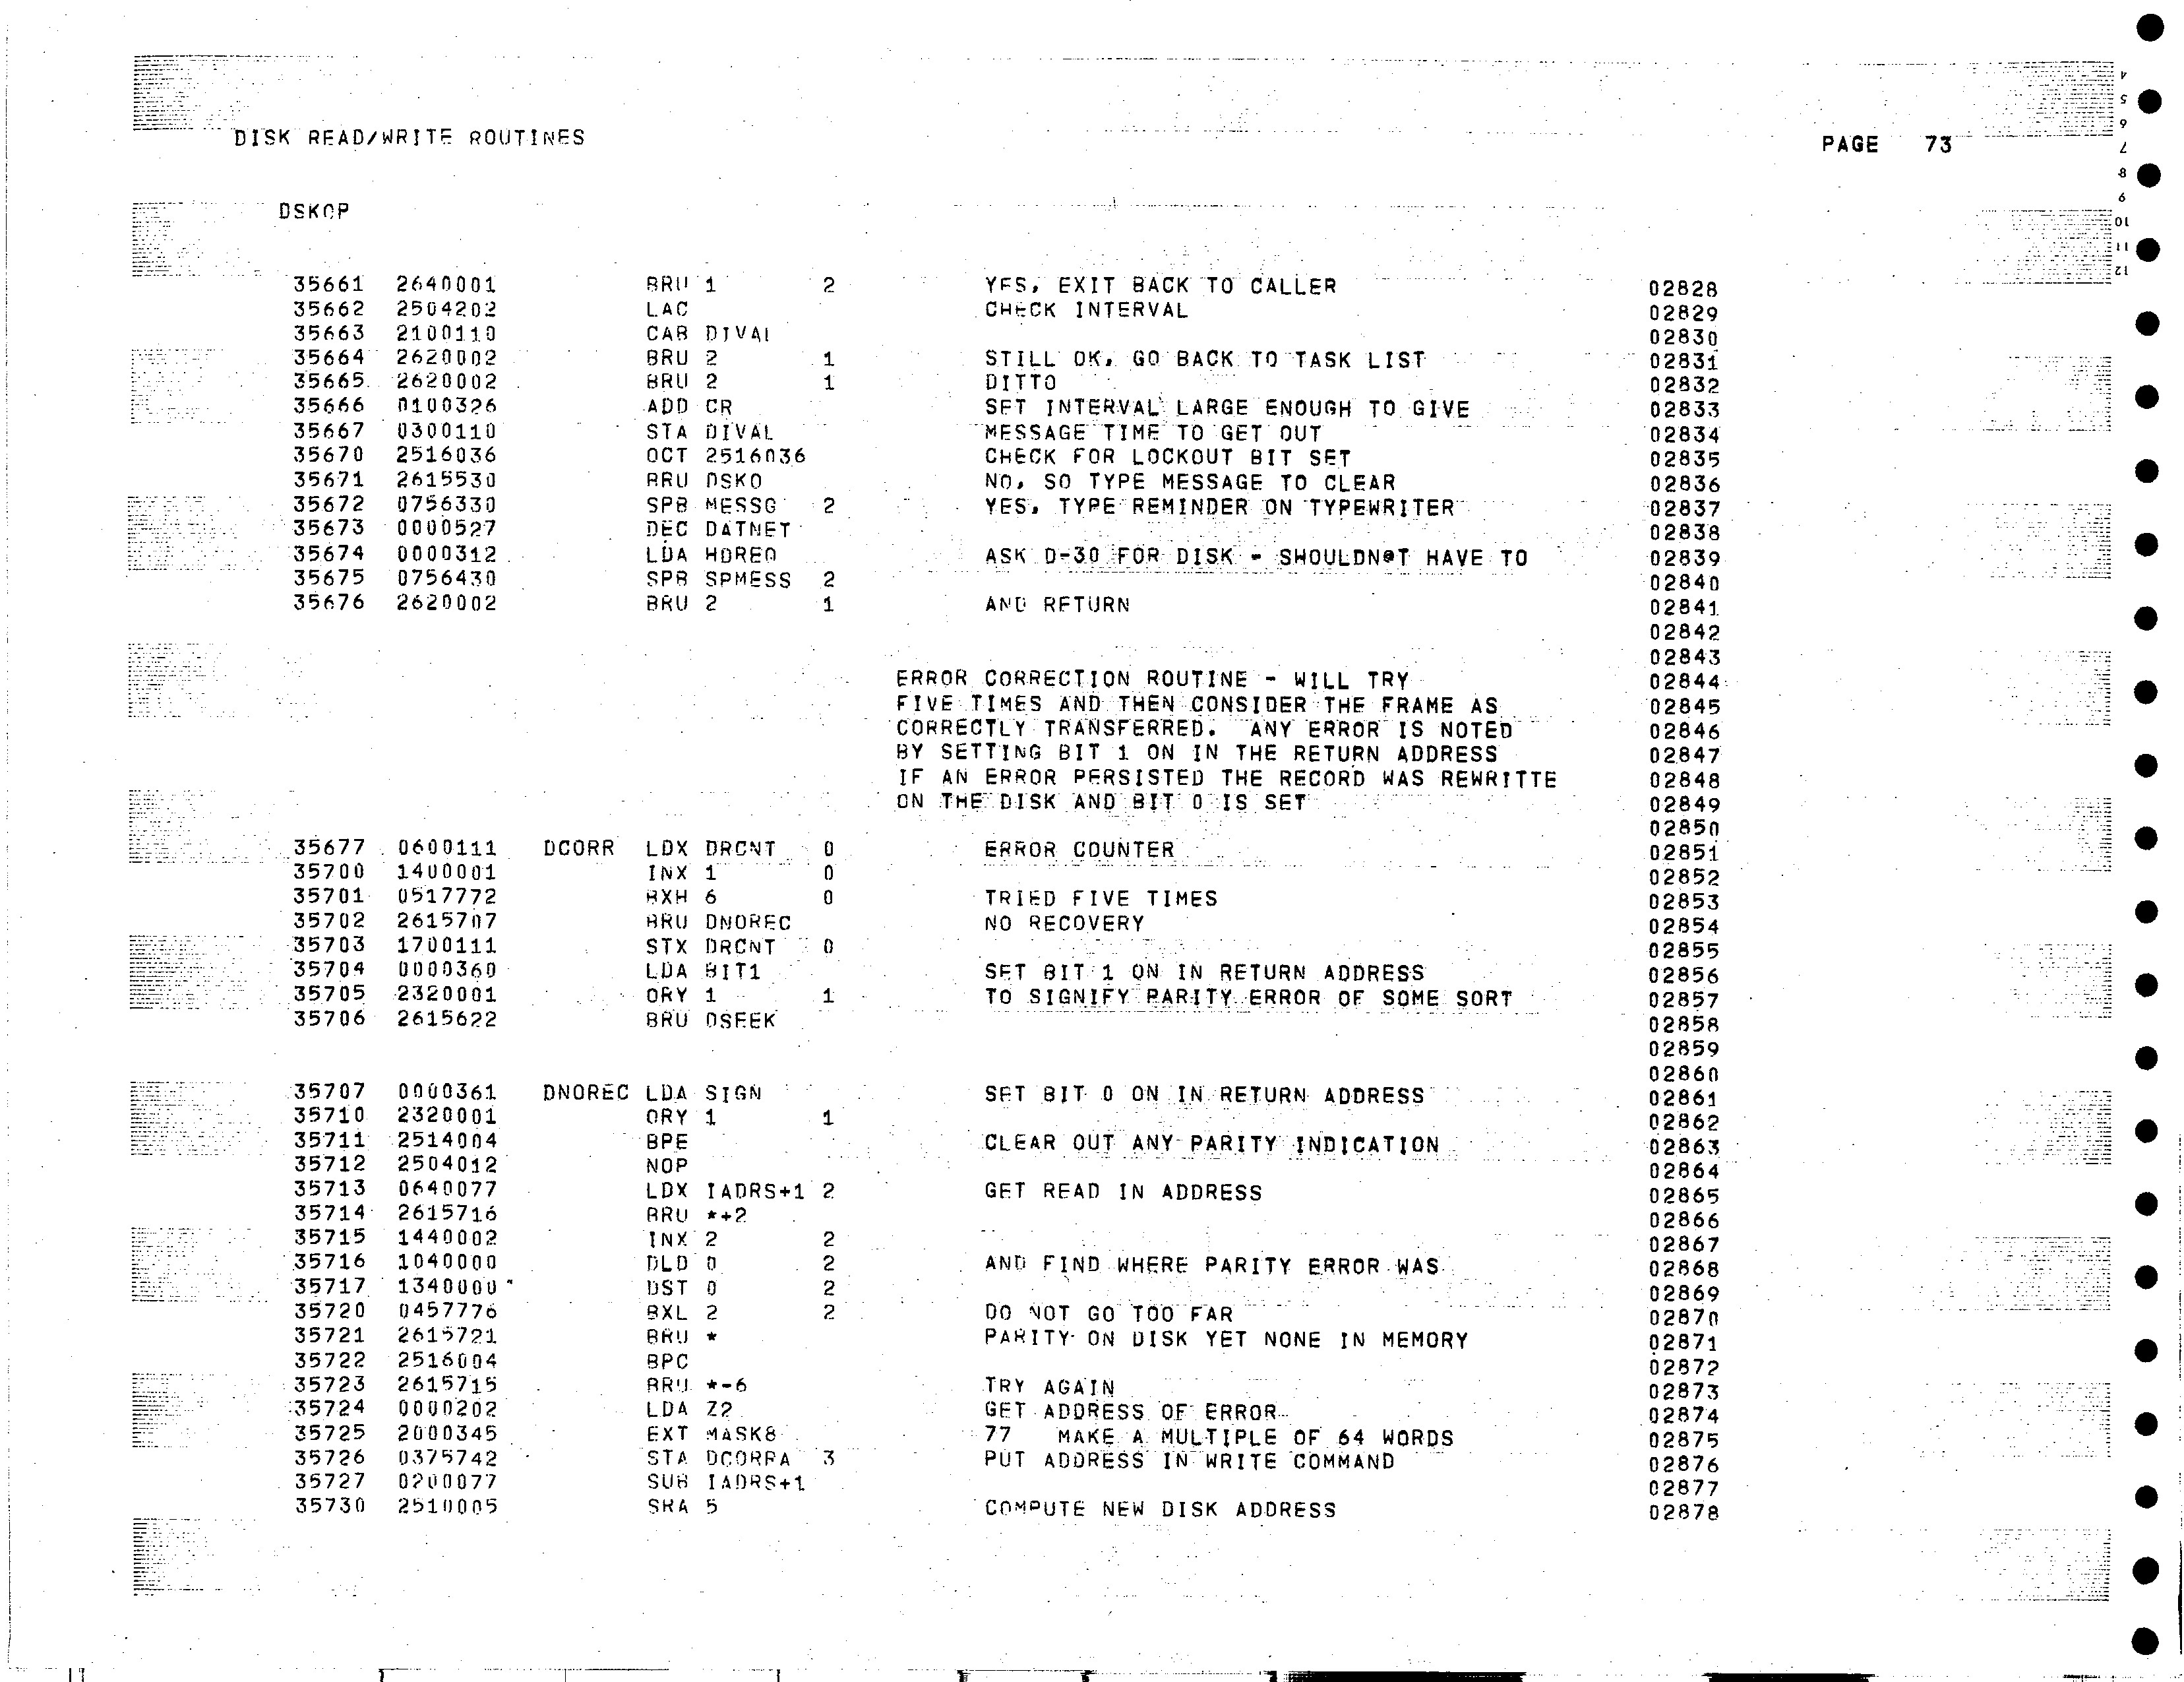 DISK READ/WRITE ROUTINES PAGE 73
DSKOP
35661 2640001 BRU 1 2 YES, EXIT BACK TO CALLER 02828
35662 2504202 LAC CHECK INTERVAL 02829
35663 2100110 CAB DIVAL 02830
35664 2620002 BRU 2 1 STILL OK, GO BACK TO TASK LIST 02831
35665 2620002 BRU 2 1 DITTO 02832
35666 0100326 ADD CR SET INTERVAL LARGE ENOUGH TO GIVE 02833
35667 0300110 STA DIVAL MESSAGE TIME TO GET OUT 02834
35670 2516036 OCT 2516036 CHECK FOR LOCKOUT BIT SET 02835
35671 2615530 BRU DSKO NO, SO TYPE MESSAGE TO CLEAR 02836
35672 0756330 SPB MESSG 2 YES, TYPE REMINDER ON TYPEWRITER 02837
35673 0000527 DEC DATNET 02838
35674 0000312 LDA HDREQ ASK D-30 FOR DISK - SHOULDN@T HAVE TO 02839
35675 0756430 SPB SPMESS 2 02840
35676 2620002 BRU 2 1 AND RETURN 02841
02842
02843
ERROR CORRECTION ROUTINE - WILL TRY 02844
FIVE TIMES AND THEN CONSIDER THE FRAME AS 02845
CORRECTLY TRANSFERRED. ANY ERROR IS NOTED 02846
BY SETTING BIT 1 ON IN THE RETURN ADDRESS 02847
IF AN ERROR PERSISTED THE RECORD WAS REWRITTE 02848
ON THE DISK AND BIT 0 IS SET 02849
02850
35677 0600111 DCORR LDX DRCNT 0 ERROR COUNTER 02851
35700 1400001 INX 1 0 02852
35701 0517772 BXH 6 0 TRIED FIVE TIMES 02853
35702 2615707 BRU DNOREC NO RECOVERY 02854
35703 1700111 STX DRCNT 0 02855
35704 0000360 LDA BIT1 SET BIT 1 ON IN RETURN ADDRESS 02856
35705 2320001 ORY 1 1 TO SIGNIFY PARITY ERROR OF SOME SORT 02857
35706 2615622 BRU DSEEK 02858
02859
02860
35707 0000361 DNOREC LDA SIGN SET BIT 0 ON IN RETURN ADDRESS 02861
35710 2320001 ORY 1 1 02862
35711 2514004 BPE CLEAR OUT ANY PARITY INDICATION 02863
35712 2504012 NOP 02864
35713 0640077 LDX IADRS+1 2 GET READ IN ADDRESS 02865
35714 2615716 BRU *+2 02866
35715 1440002 INX 2 2 02867
35716 1040000 DLD 0 2 AND FIND WHERE PARITY ERROR WAS 02868
35717 1340000 DST 0 2 02869
35720 0457776 BXL 2 2 DO NOT GO TOO FAR 02870
35721 2615721 BRU * PARITY ON DISK YET NONE IN MEMORY 02871
35722 2516004 BPC 02872
35723 2615715 BRU *-6 TRY AGAIN 02873
35724 0000202 LDA Z2 GET ADDRESS OF ERROR 02874
35725 2000345 EXT MASK8 77 MAKE A MULTIPLE OF 64 WORDS 02875
35726 0375742 STA DCORRA 3 PUT ADDRESS IN WRITE COMMAND 02876
35727 0200077 SUB IADRS+1 02877
35730 2510005 SRA 5 COMPUTE NEW DISK ADDRESS 02878
4
5
6
7
8
9
10
11
12